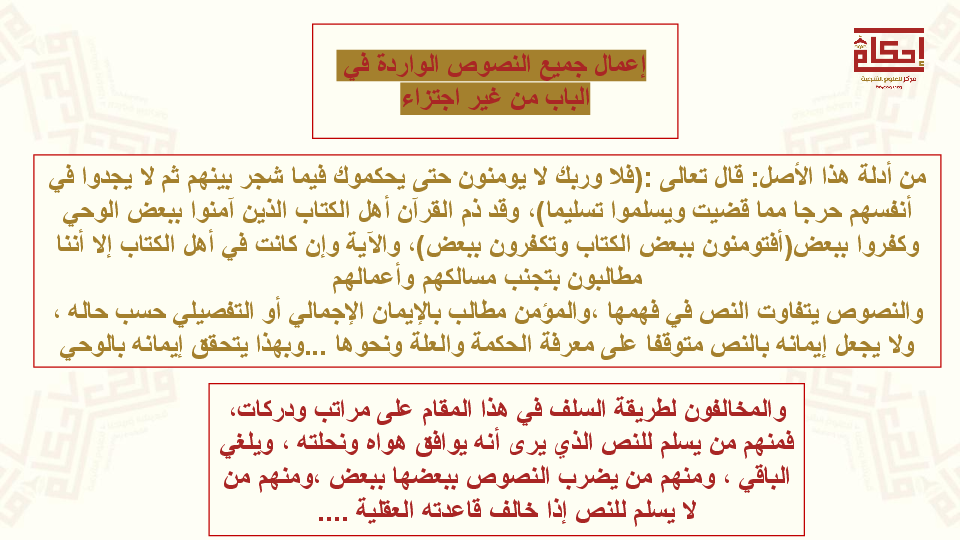 إحكام
مركز للعلوم الشرعية
إعمال جميع النصوص الواردة في
الباب من غير اجتزاء
من أدلة هذا الأصل: قال تعالى :(فلا وربك لا يومنون حتى يحكموك فيما شجر بينهم ثم لا يجدوا في
أنفسهم حرجا مما قضيت ويسلموا تسليما)، وقد ذم القرآن أهل الكتاب الذين آمنوا ببعض الوحي
وكفروا ببعض(أفتومنون ببعض الكتاب وتكفرون ببعض)، والآية وإن كانت في أهل الكتاب إلا أننا
مطالبون بتجنب مسالكهم وأعمالهم
والنصوص يتفاوت النص في فهمها ،والمؤمن مطالب بالإيمان الإجمالي أو التفصيلي حسب حاله ،
ولا يجعل إيمانه بالنص متوقفا على معرفة الحكمة والعلة ونحوها ...وبهذا يتحقق إيمانه بالوحي
والمخالفون لطريقة السلف في هذا المقام على مراتب ودركات،
فمنهم من يسلم للنص الذي يرى أنه يوافق هواه ونحلته ، ويلغي
الباقي ، ومنهم من يضرب النصوص ببعضها ببعض ،ومنهم من
لا يسلم للنص إذا خالف قاعدته العقلية ....